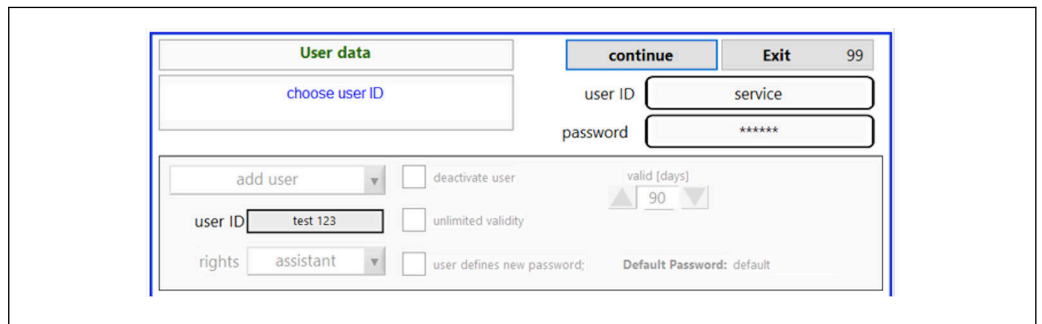 User data
continue
Exit 99
choose user ID
user ID service
password ******
add user
deactivate user
valid [days]
90
user ID test 123
unlimited validity
rights assistant
user defines new password;
Default Password: default